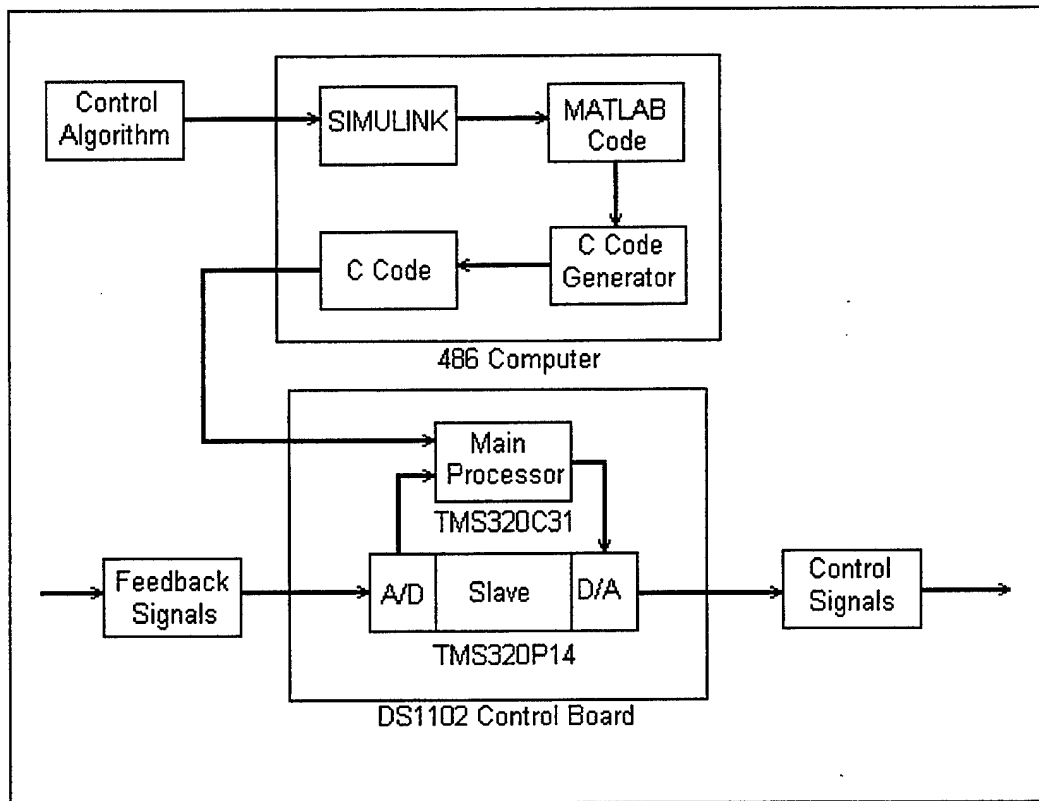 Control
Algorithm
SIMULINK
MATLAB
Code
C Code
C Code
Generator
486 Computer
Main
Processor
TMS320C31
Feedback
Signals
A/D
Slave
D/A
Control
Signals
TMS320P14
DS1102 Control Board